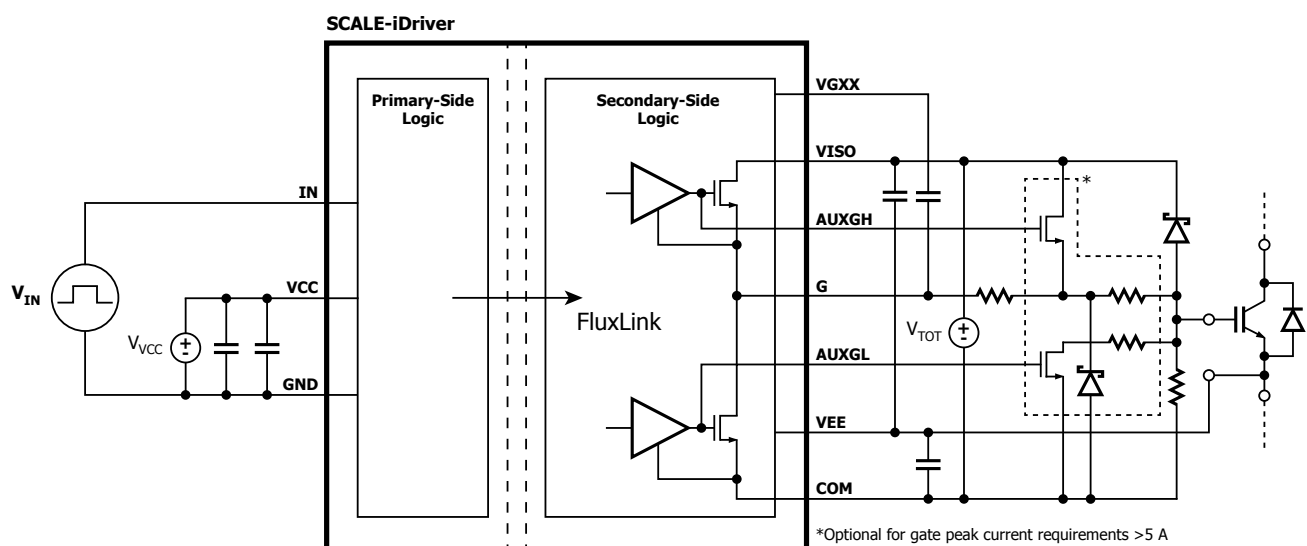 SCALE-iDriver
Primary-Side
Logic
Secondary-Side
Logic
VGXX
VISO
*
IN
AUXGH
VIN
VCC
G
FluxLink
VTOT
VVCC
+
-
+
-
AUXGL
GND
VEE
COM
*Optional for gate peak current requirements >5 A